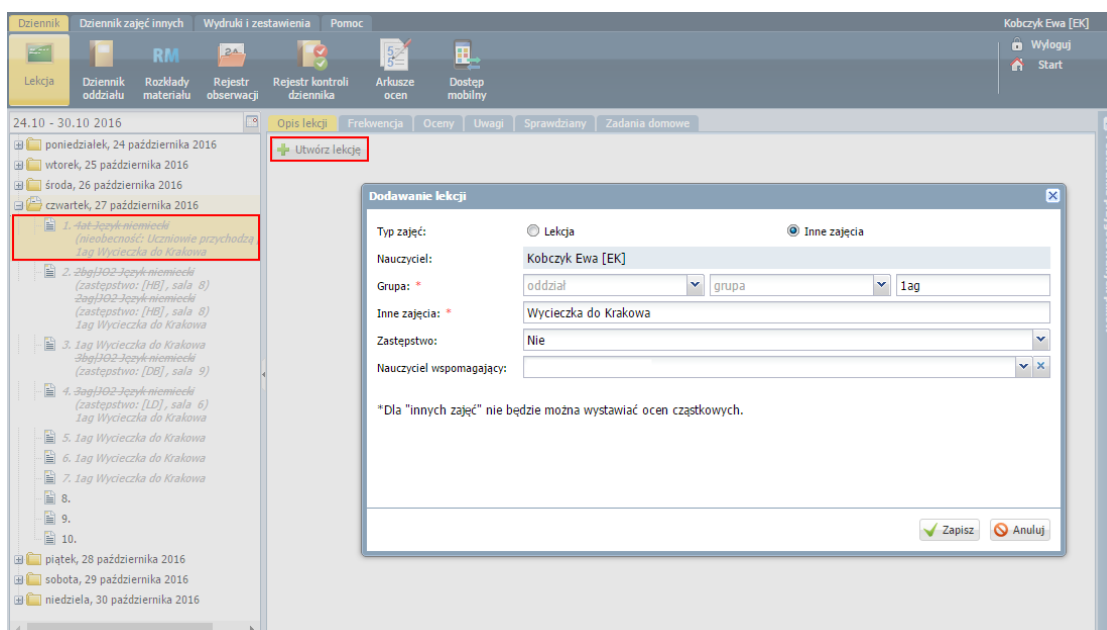 Dziennik Dziennik zajęć innych Wydruki i zestawienia Pomoc Kobczyk Ewa [EK]
Lekcja
Dziennik oddziału
RM
Rozkłady materiału
2A
Rejestr obserwacji
Rejestr kontroli dziennika
Arkusze ocen
Dostęp mobilny
Wyloguj
Start
24.10 - 30.10 2016
poniedziałek, 24 października 2016
wtorek, 25 października 2016
środa, 26 października 2016
czwartek, 27 października 2016
1. 4at Język niemiecki
(nieobecność: Uczniowie przychodzą
1ag Wycieczka do Krakowa
2. 2bg|JO2 Język niemiecki
(zastępstwo: [HB], sala 8)
2ag|JO2 Język niemiecki
(zastępstwo: [HB], sala 8)
1ag Wycieczka do Krakowa
3. 1ag Wycieczka do Krakowa
3bg|JO2 Język niemiecki
(zastępstwo: [DB], sala 9)
4. 3ag|JO2 Język niemiecki
(zastępstwo: [LD], sala 6)
1ag Wycieczka do Krakowa
5. 1ag Wycieczka do Krakowa
6. 1ag Wycieczka do Krakowa
7. 1ag Wycieczka do Krakowa
8.
9.
10.
piątek, 28 października 2016
sobota, 29 października 2016
niedziela, 30 października 2016
Opis lekcji Frekwencja Oceny Uwagi Sprawdziany Zadania domowe
Utwórz lekcję
Dodawanie lekcji
Typ zajęć: Lekcja Inne zajęcia
Nauczyciel: Kobczyk Ewa [EK]
Grupa: * oddział grupa 1ag
Inne zajęcia: * Wycieczka do Krakowa
Zastępstwo: Nie
Nauczyciel wspomagający:
*Dla "innych zajęć" nie będzie można wystawiać ocen cząstkowych.
Zapisz Anuluj